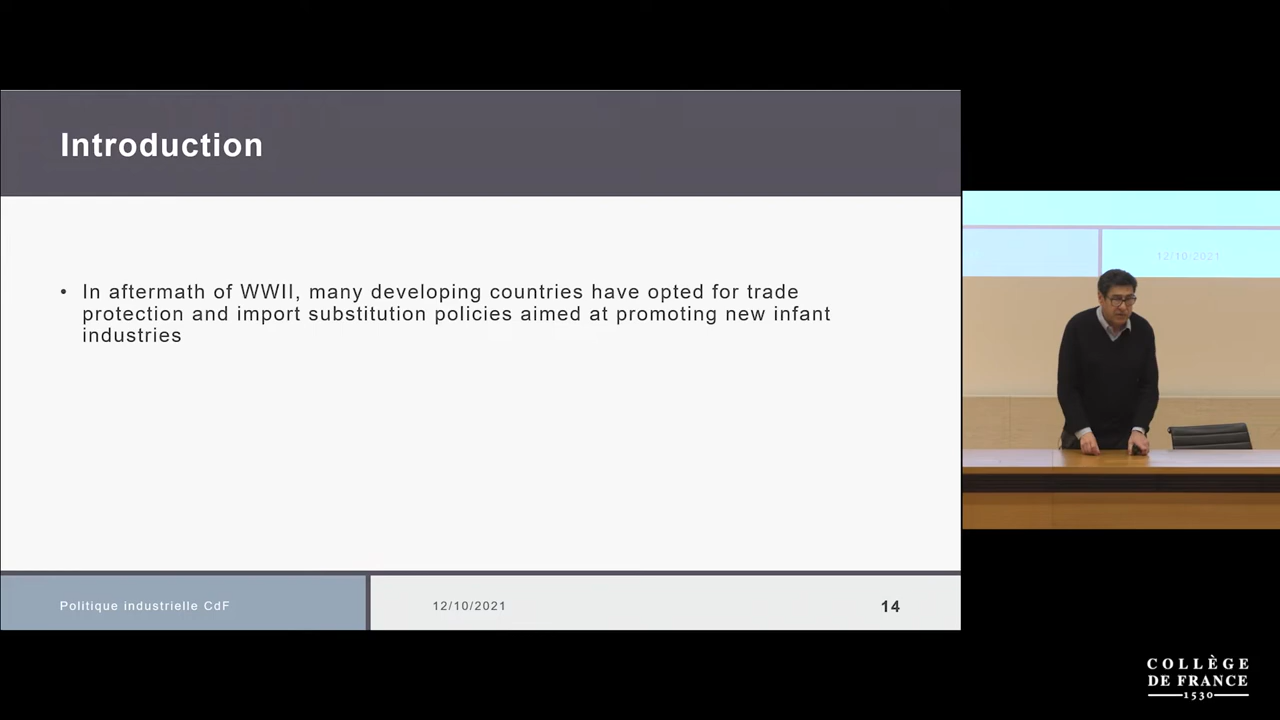 Introduction
• In aftermath of WWII, many developing countries have opted for trade
protection and import substitution policies aimed at promoting new infant
industries
Politique industrielle CdF
12/10/2021
14
12/10/2021
COLLÈGE
DE FRANCE
1530